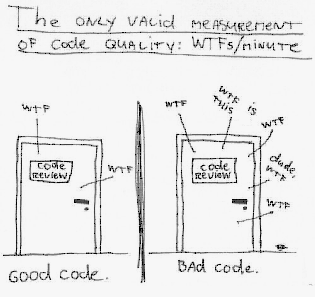 The ONLY VALID MEASUREMENT
OF Code QUALITY: WTFs/MINUTE
WTF
Code
REVIEW
WTF
GOOD Code.
WTF
WTF is
this
WTF
Code
REVIEW
dude,
WTF
WTF
BAd Code.